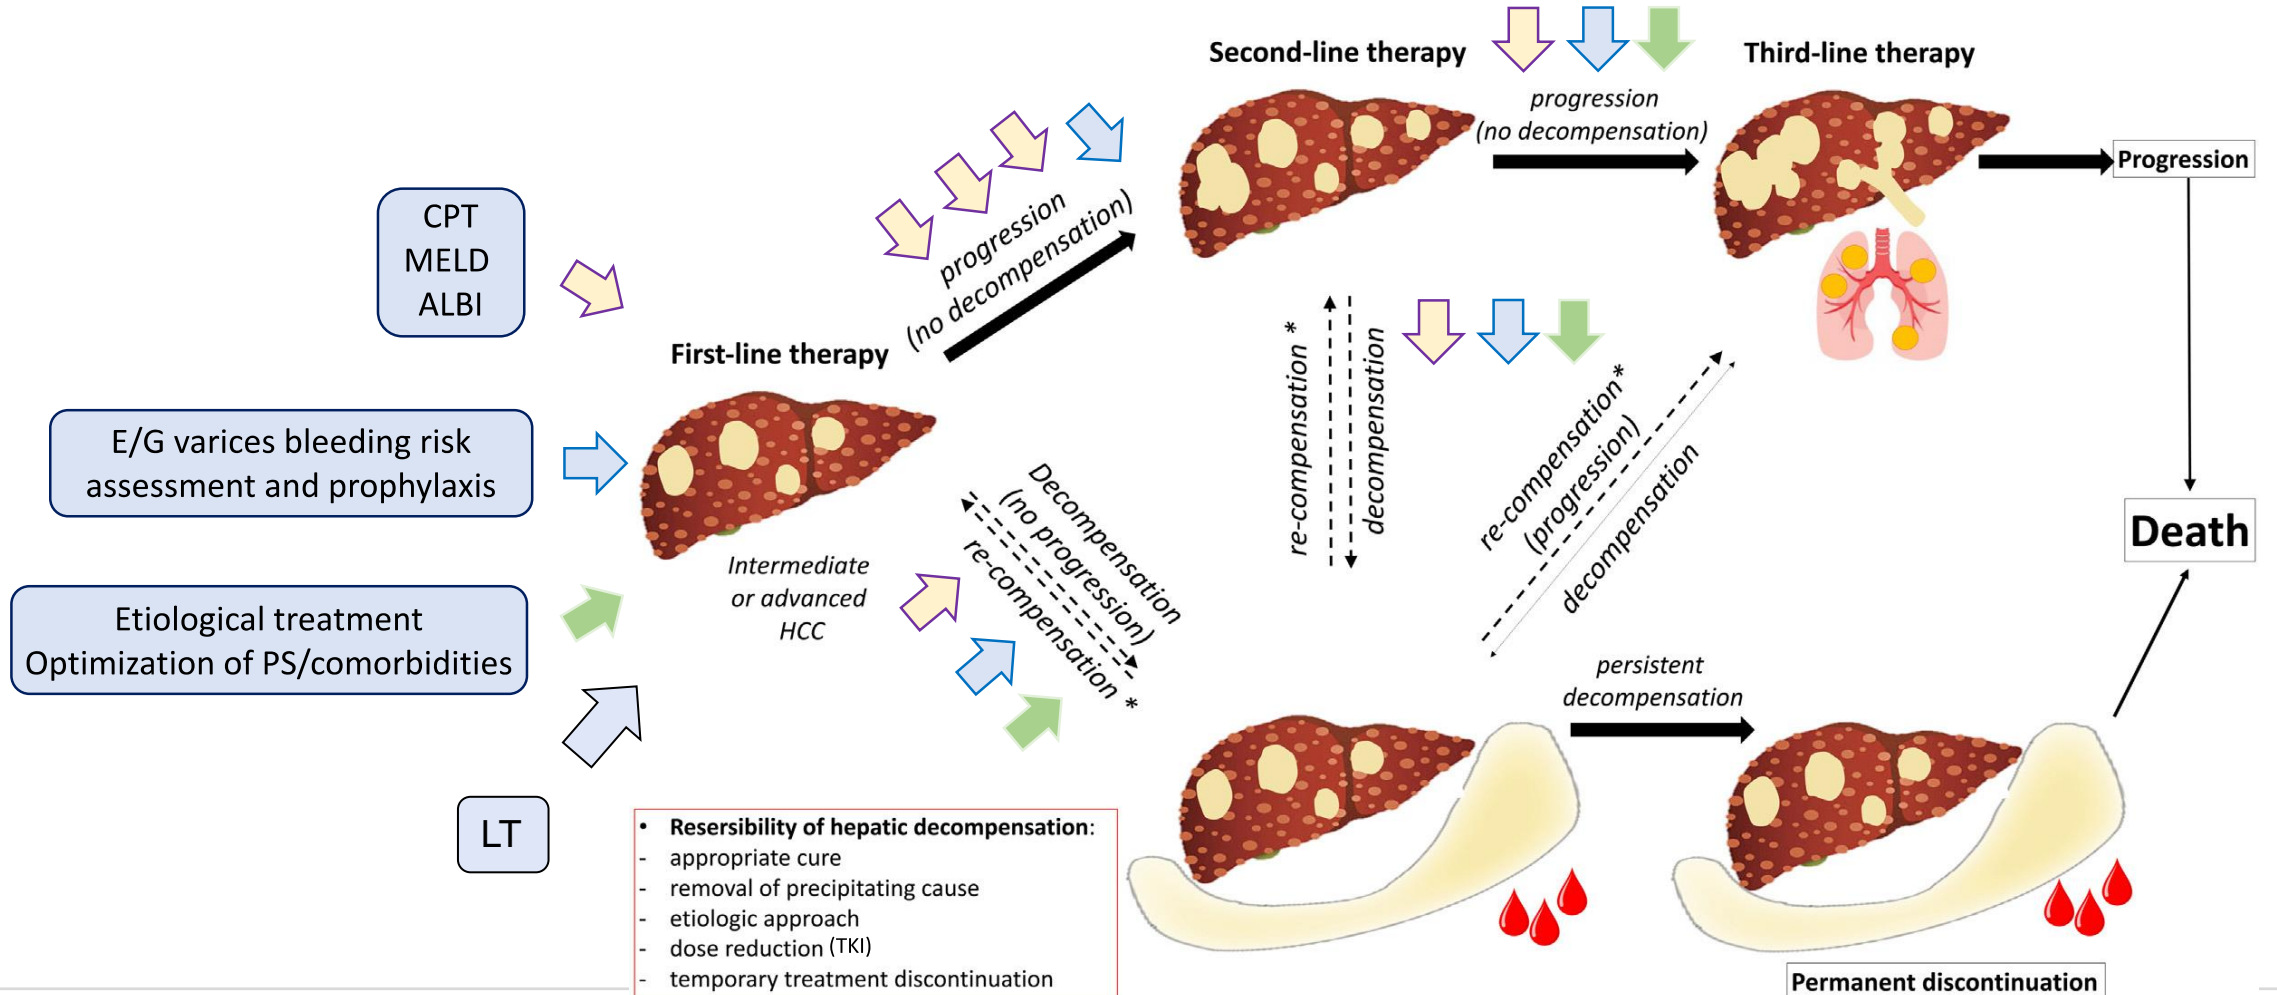 Second-line therapy
Third-line therapy
progression
(no decompensation)
Progression
CPT
MELD
ALBI
progression
(no decompensation)
First-line therapy
E/G varices bleeding risk
assessment and prophylaxis
re-compensation *
decompensation
re-compensation*
(progression)
decompensation
Death
Decompensation
(no progression)
re-compensation *
Intermediate
or advanced
HCC
Etiological treatment
Optimization of PS/comorbidities
persistent
decompensation
LT
• Resersibility of hepatic decompensation:
- appropriate cure
- removal of precipitating cause
- etiologic approach
- dose reduction (TKI)
- temporary treatment discontinuation
Permanent discontinuation